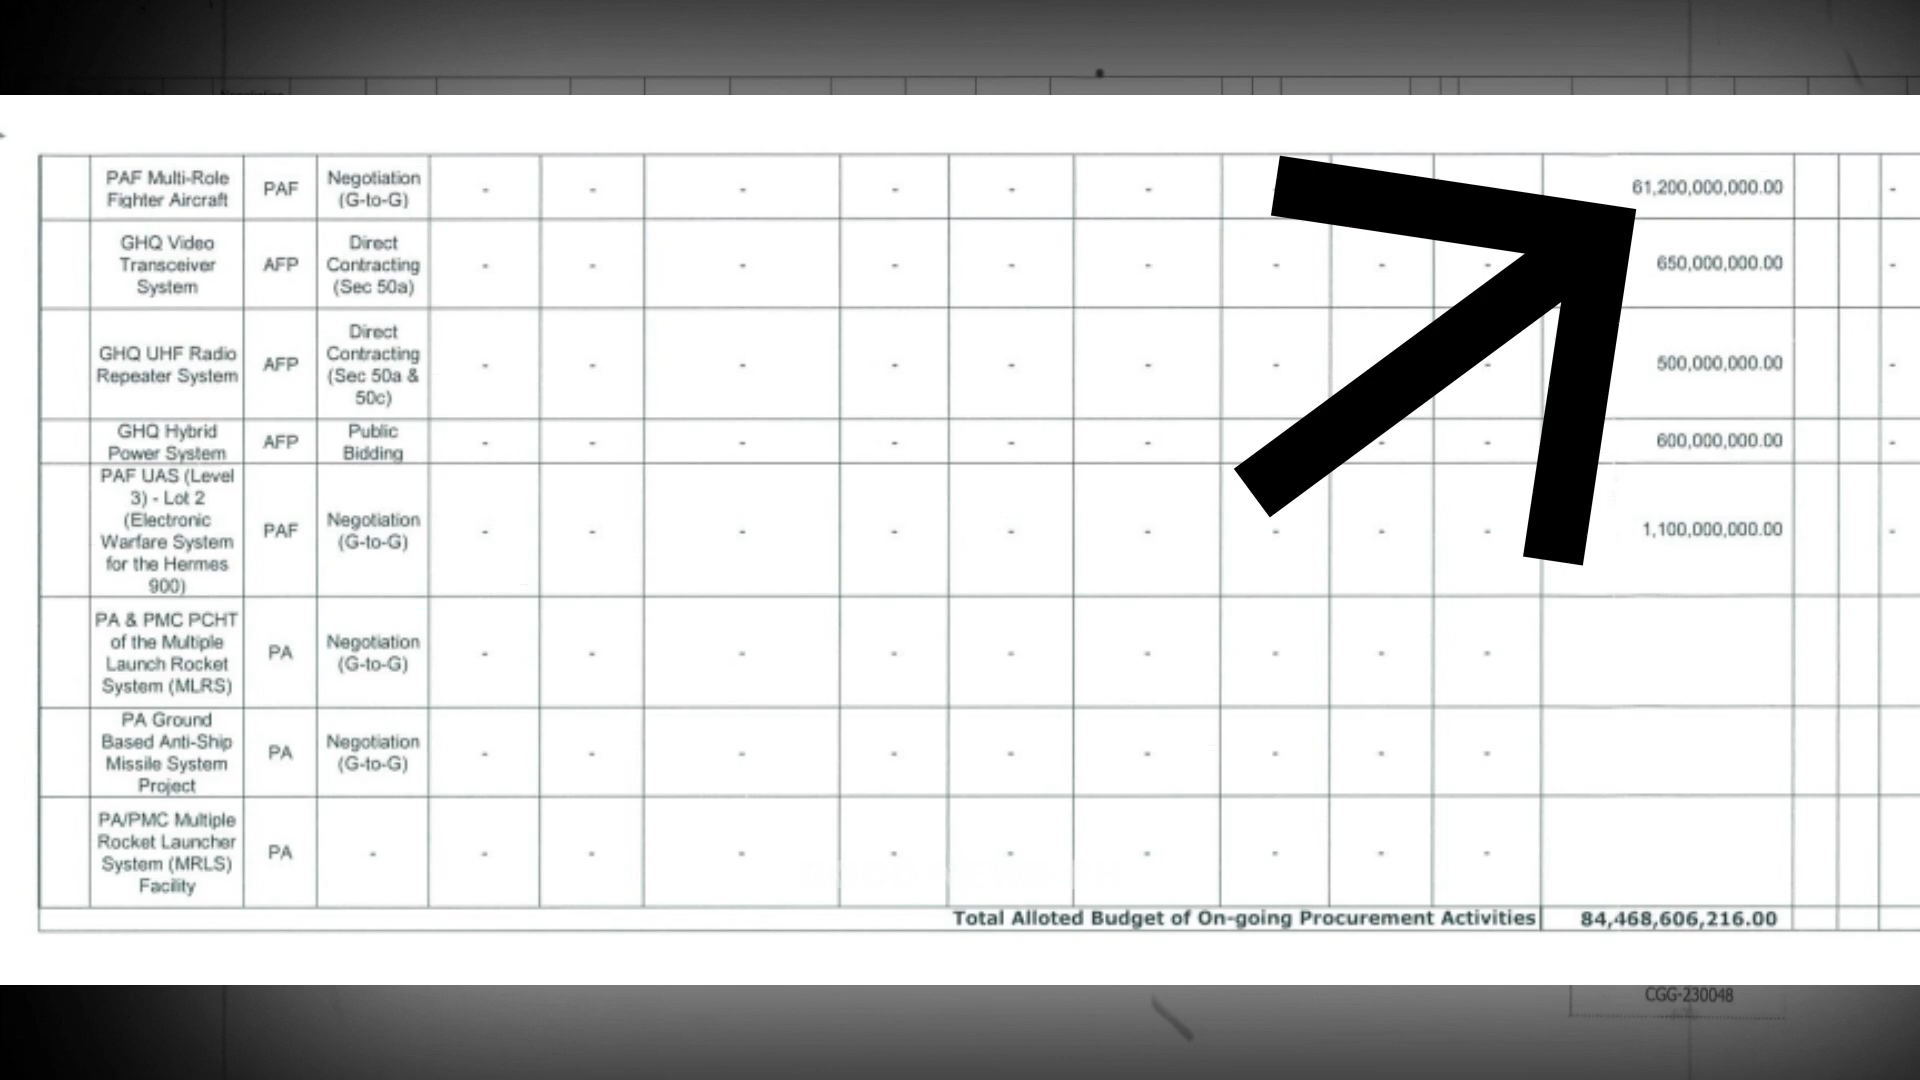 PAF Multi-Role
Fighter Aircraft
PAF
Negotiation
(G-to-G)
-
-
-
-
-
-
61,200,000,000.00
-
GHQ Video
Transceiver
System
AFP
Direct
Contracting
(Sec 50a)
-
-
-
-
-
-
-
-
-
650,000,000.00
-
GHQ UHF Radio
Repeater System
AFP
Direct
Contracting
(Sec 50a &
50c)
-
-
-
-
-
-
-
-
500,000,000.00
-
GHQ Hybrid
Power System
AFP
Public
Bidding
-
-
-
-
-
-
-
-
600,000,000.00
-
PAF UAS (Level
3) - Lot 2
(Electronic
Warfare System
for the Hermes
900)
PAF
Negotiation
(G-to-G)
-
-
-
-
-
-
-
-
-
1,100,000,000.00
-
PA & PMC PCHT
of the Multiple
Launch Rocket
System (MLRS)
PA
Negotiation
(G-to-G)
-
-
-
-
-
-
-
-
-
PA Ground
Based Anti-Ship
Missile System
Project
PA
Negotiation
(G-to-G)
-
-
-
-
-
-
-
-
-
PA/PMC Multiple
Rocket Launcher
System (MRLS)
Facility
PA
-
-
-
-
-
-
-
-
-
-
Total Alloted Budget of On-going Procurement Activities
84,468,606,216.00
CGG-230048